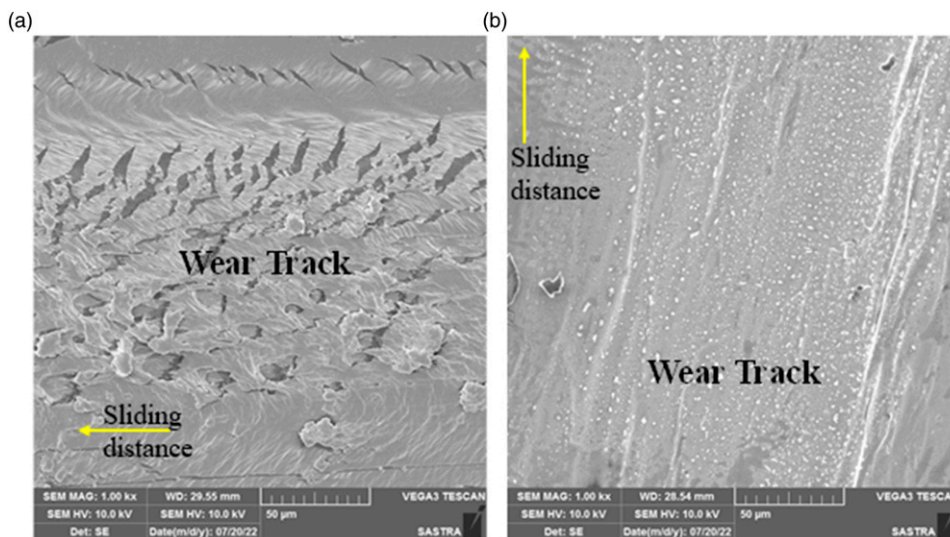 (a)
Wear Track
Sliding
distance
SEM MAG: 1.00 kx WD: 29.55 mm VEGA3 TESCAN
SEM HV: 10.0 kV SEM HV: 10.0 kV 50 µm
Det: SE Date(m/d/y): 07/20/22 SASTRA
(b)
Sliding
distance
Wear Track
SEM MAG: 1.00 kx WD: 28.54 mm VEGA3 TESCAN
SEM HV: 10.0 kV SEM HV: 10.0 kV 50 µm
Det: SE Date(m/d/y): 07/20/22 SASTRA